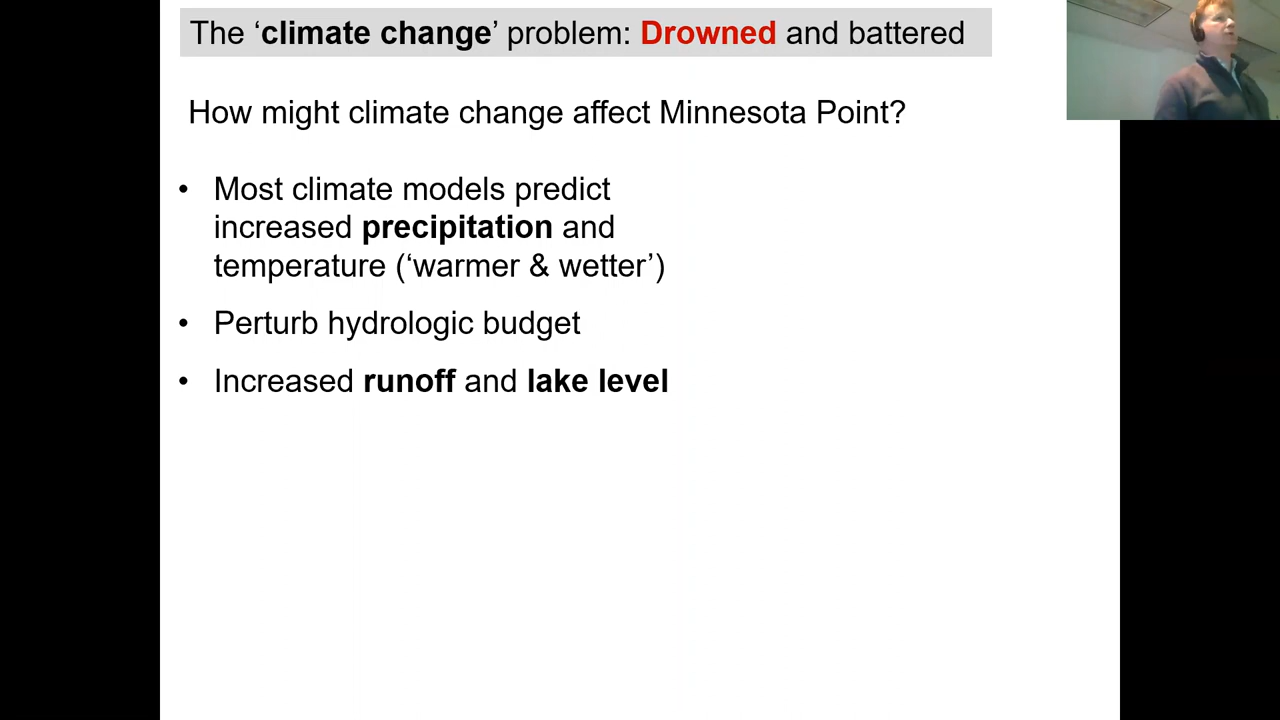 The ‘climate change’ problem: Drowned and battered
How might climate change affect Minnesota Point?
• Most climate models predict
increased precipitation and
temperature (‘warmer & wetter’)
• Perturb hydrologic budget
• Increased runoff and lake level